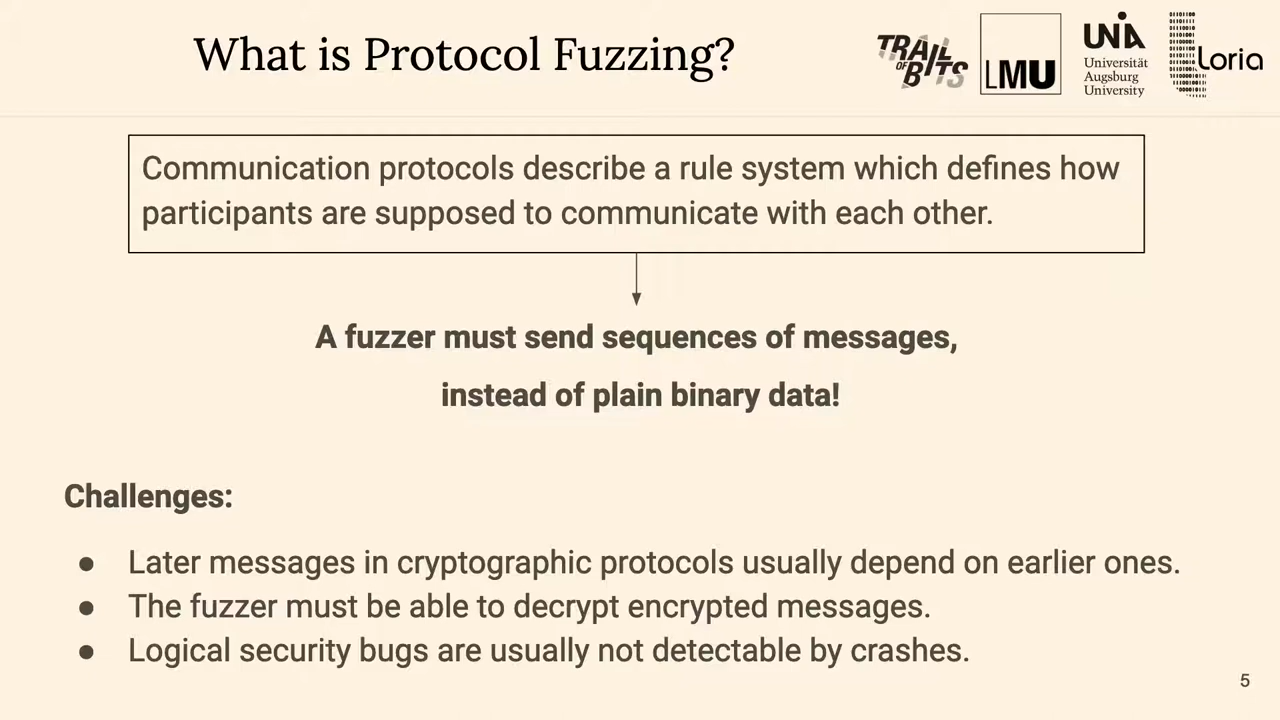 What is Protocol Fuzzing?
TRAIL
OF
BITS
LMU
UNIA
Universität
Augsburg
University
Loria
Communication protocols describe a rule system which defines how
participants are supposed to communicate with each other.
A fuzzer must send sequences of messages,
instead of plain binary data!
Challenges:
● Later messages in cryptographic protocols usually depend on earlier ones.
● The fuzzer must be able to decrypt encrypted messages.
● Logical security bugs are usually not detectable by crashes.
5